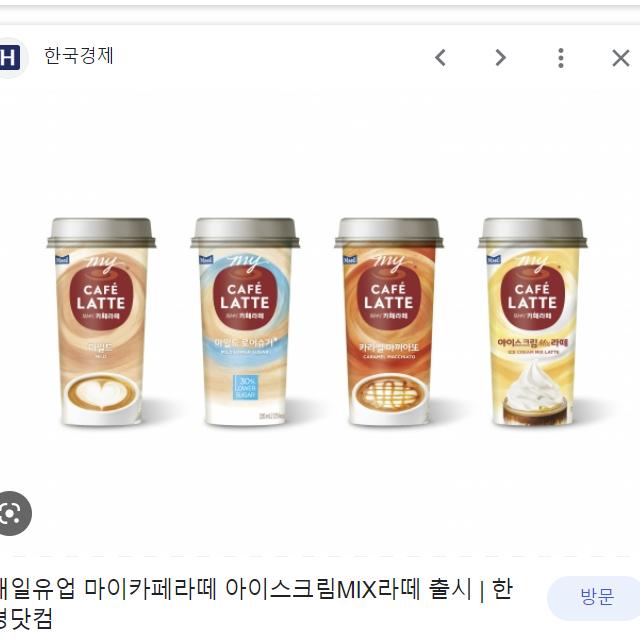 H 한국경제
Maeil
my
CAFÉ
LATTE
마이카페라떼
마일드
MILD
Maeil
my
CAFÉ
LATTE
마이카페라떼
마일드 로어슈거
30%
LOWER
SUGAR
Maeil
my
CAFÉ
LATTE
마이카페라떼
카라멜 마끼아또
CARAMEL MACCHIATO
Maeil
my
CAFÉ
LATTE
마이카페라떼
아이스크림MIX라떼
ICE CREAM MIX LATTE
매일유업 마이카페라떼 아이스크림MIX라떼 출시 | 한
경닷컴
방문